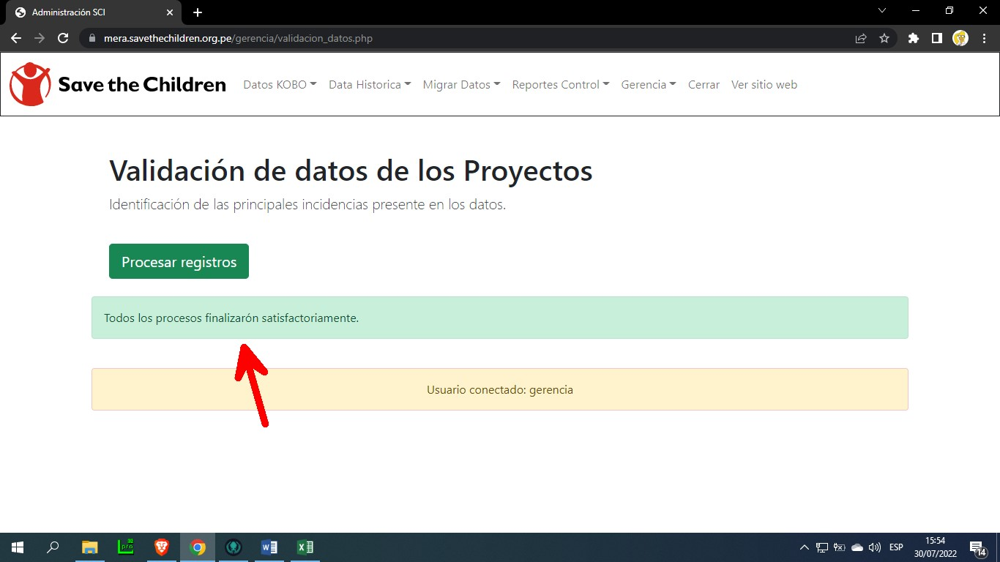 Administración SCI
mera.savethechildren.org.pe/gerencia/validacion_datos.php
Save the Children Datos KOBO Data Historica Migrar Datos Reportes Control Gerencia Cerrar Ver sitio web
Validación de datos de los Proyectos
Identificación de las principales incidencias presente en los datos.
Procesar registros
Todos los procesos finalizarón satisfactoriamente.
Usuario conectado: gerencia
ESP
15:54
30/07/2022
14